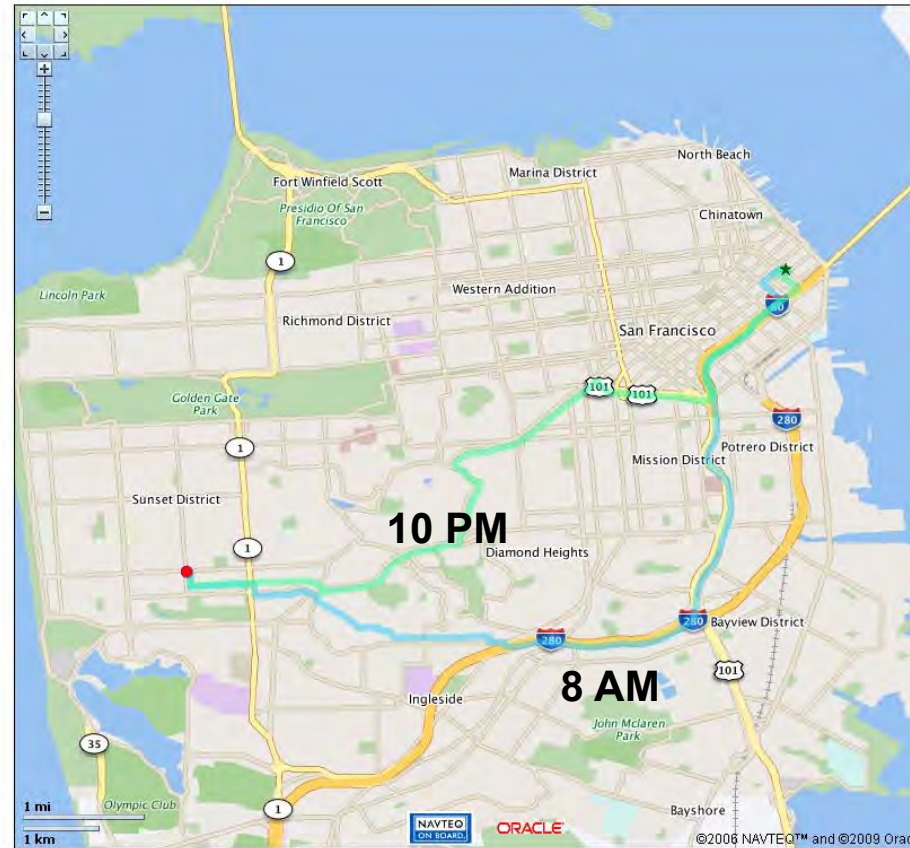 North Beach
Marina District
Fort Winfield Scott
Presidio Of San
Francisco
Chinatown
1
Lincoln Park
Western Addition
80
Richmond District
San Francisco
101
101
Golden Gate
Park
280
1
Mission District
Potrero District
Sunset District
10 PM
1
Diamond Heights
280
Bayview District
280
101
8 AM
Ingleside
John Mclaren
Park
35
1 mi
Olympic Club
1
Bayshore
1 km
NAVTEQ
ON BOARD
ORACLE
©2006 NAVTEQ™ and ©2009 Orac